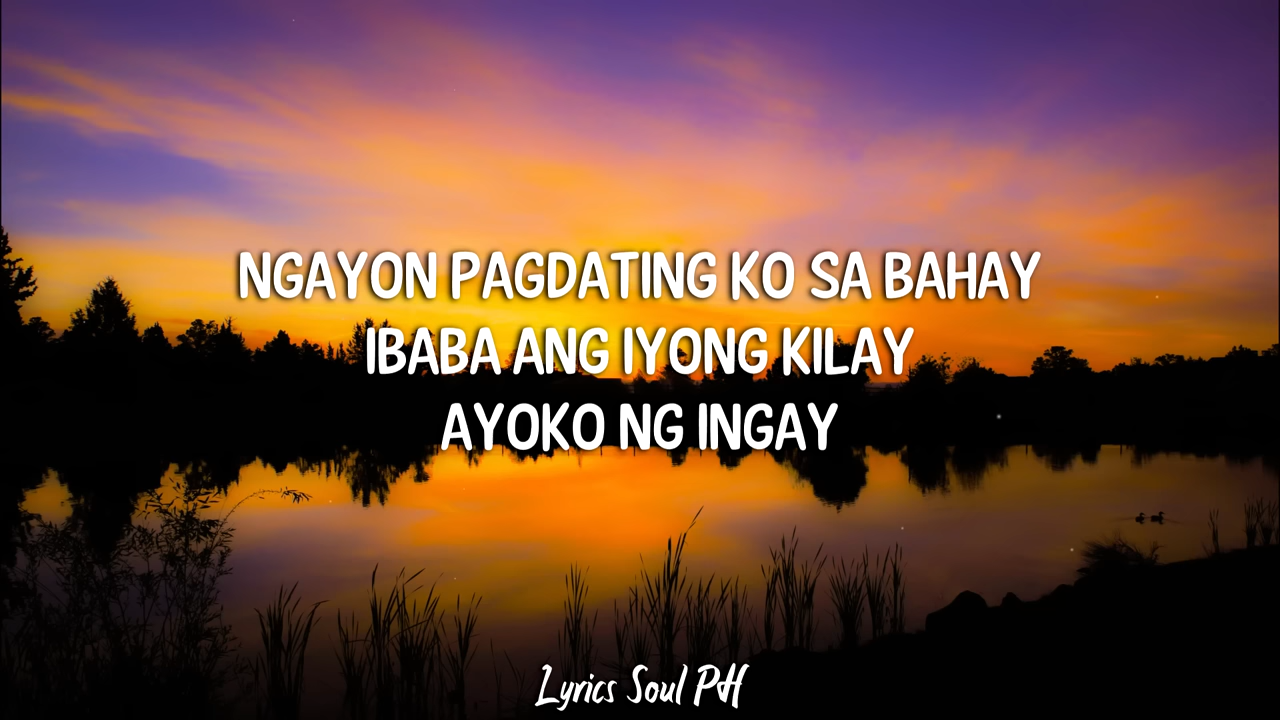 NGAYON PAGDATING KO SA BAHAY
IBABA ANG IYONG KILAY
AYOKO NG INGAY
Lyrics Soul PH